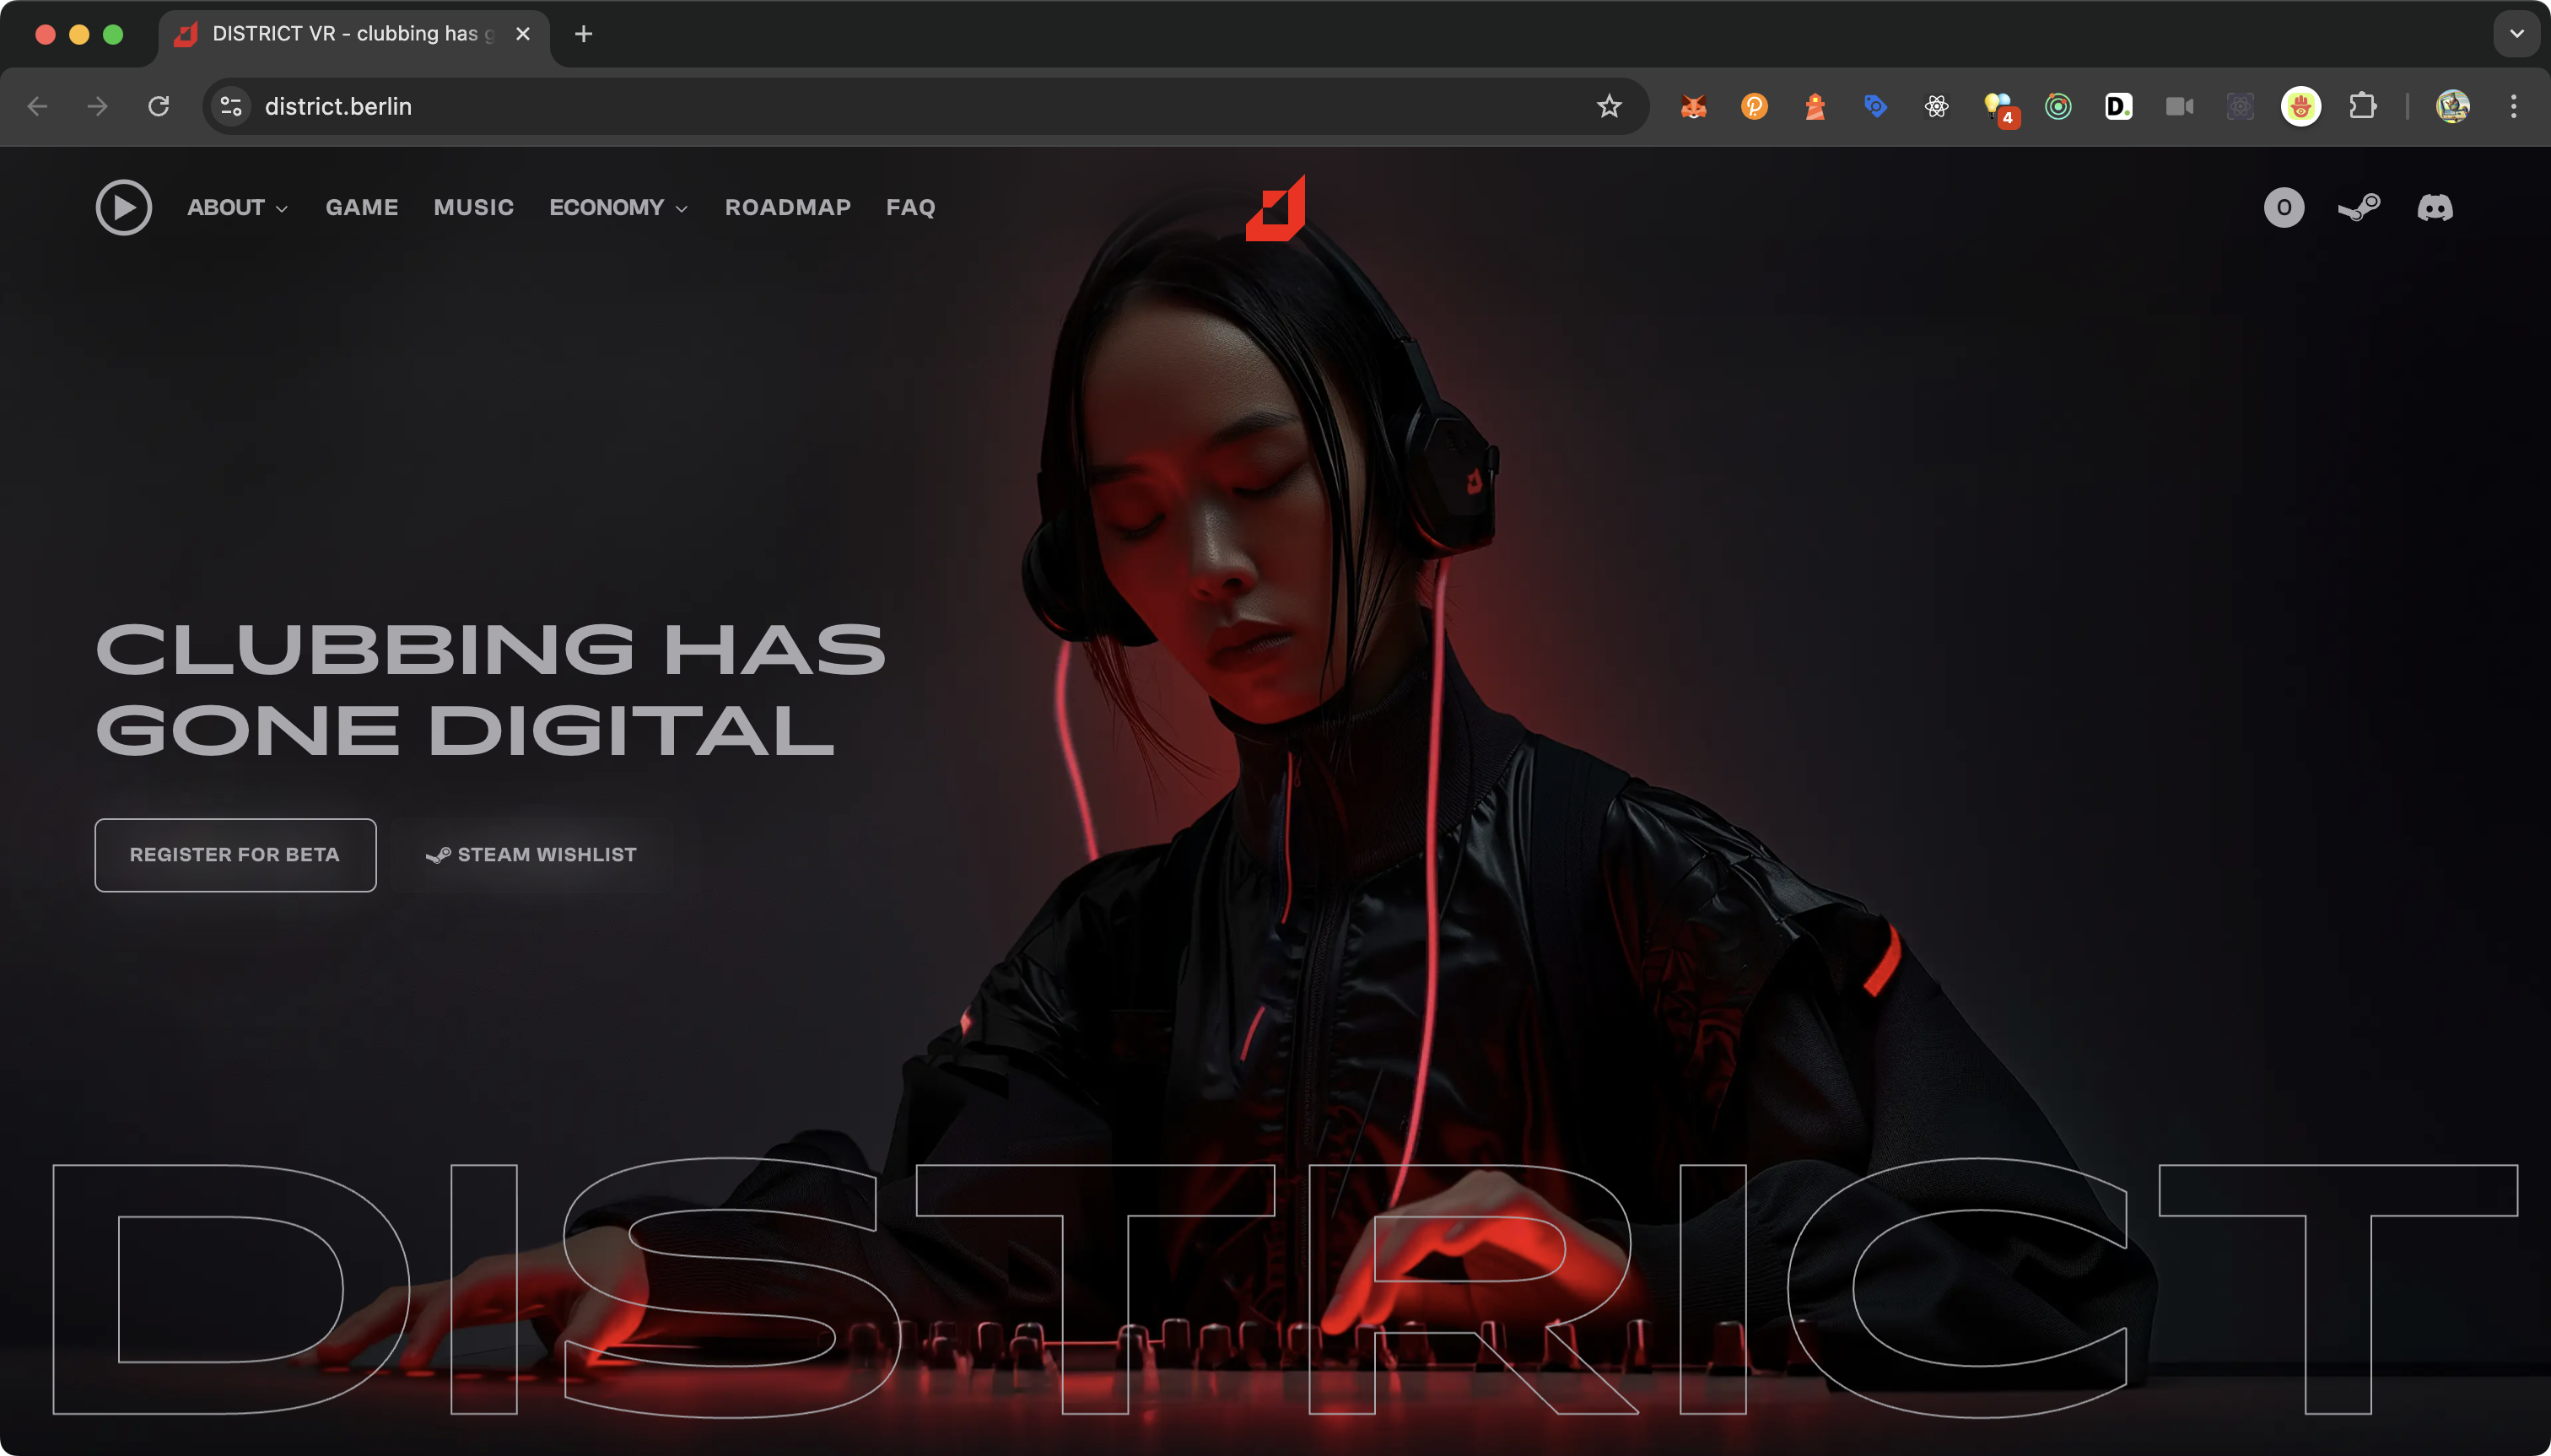 DISTRICT VR - clubbing has g
district.berlin
4
D.
ABOUT GAME MUSIC ECONOMY ROADMAP FAQ
0
CLUBBING HAS
GONE DIGITAL
REGISTER FOR BETA STEAM WISHLIST
DISTRICT